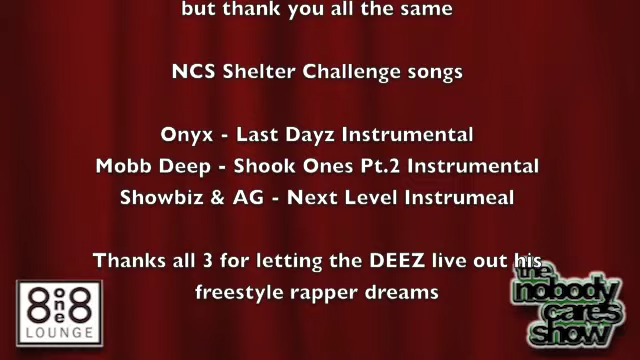 but thank you all the same
NCS Shelter Challenge songs
Onyx - Last Dayz Instrumental
Mobb Deep - Shook Ones Pt.2 Instrumental
Showbiz & AG - Next Level Instrumeal
Thanks all 3 for letting the DEEZ live out his
freestyle rapper dreams
8 one 8
LOUNGE
the
nobody
cares
show